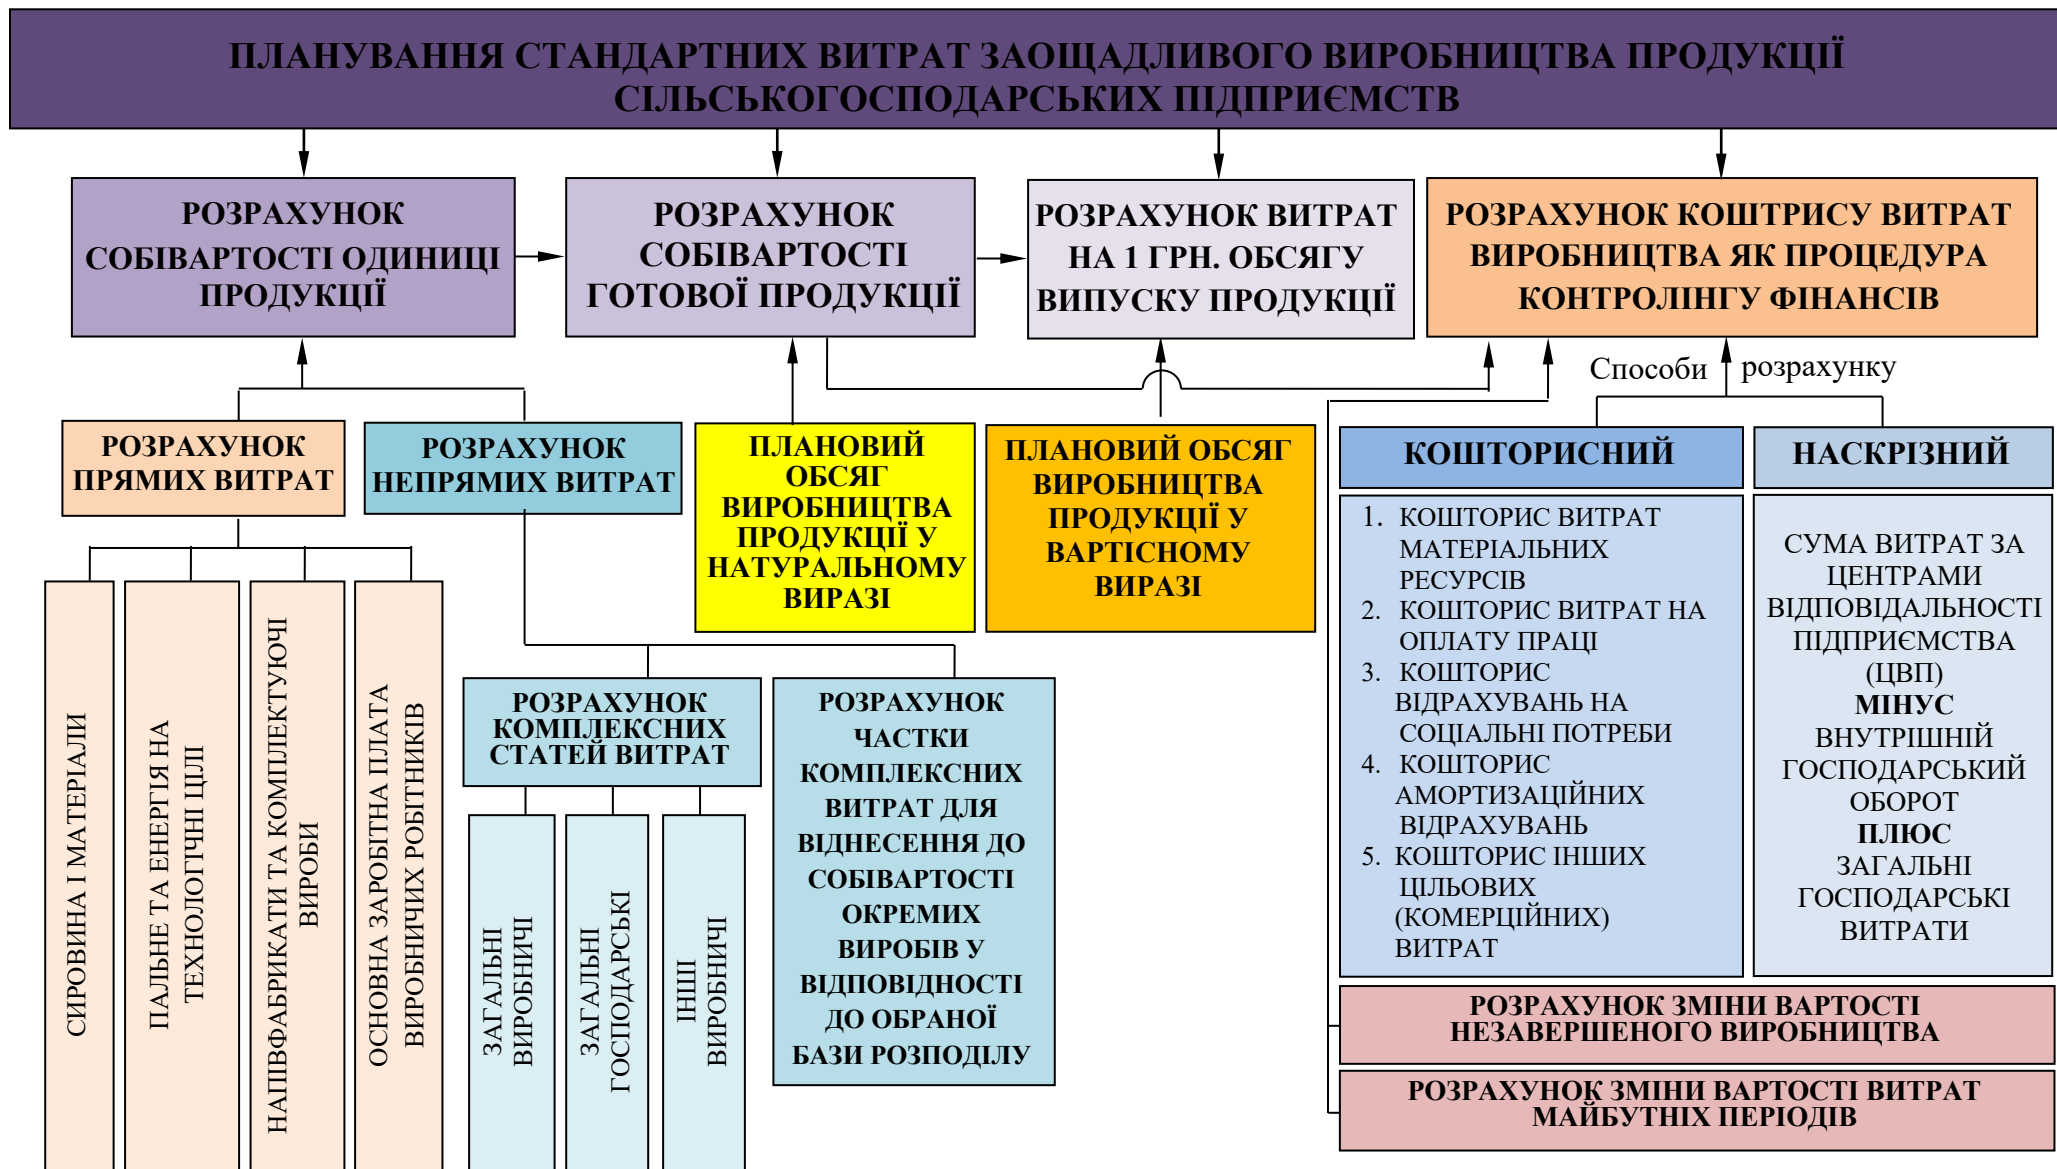 ПЛАНУВАННЯ СТАНДАРТНИХ ВИТРАТ ЗАОЩАДЛИВОГО ВИРОБНИЦТВА ПРОДУКЦІЇ
СІЛЬСЬКОГОСПОДАРСЬКИХ ПІДПРИЄМСТВ
РОЗРАХУНОК
СОБІВАРТОСТІ ОДИНИЦІ
ПРОДУКЦІЇ
РОЗРАХУНОК
СОБІВАРТОСТІ
ГОТОВОЇ ПРОДУКЦІЇ
РОЗРАХУНОК ВИТРАТ
НА 1 ГРН. ОБСЯГУ
ВИПУСКУ ПРОДУКЦІЇ
РОЗРАХУНОК КОШТРИСУ ВИТРАТ
ВИРОБНИЦТВА ЯК ПРОЦЕДУРА
КОНТРОЛІНГУ ФІНАНСІВ
Способи розрахунку
РОЗРАХУНОК
ПРЯМИХ ВИТРАТ
РОЗРАХУНОК
НЕПРЯМИХ ВИТРАТ
ПЛАНОВИЙ
ОБСЯГ
ВИРОБНИЦТВА
ПРОДУКЦІЇ У
НАТУРАЛЬНОМУ
ВИРАЗІ
ПЛАНОВИЙ ОБСЯГ
ВИРОБНИЦТВА
ПРОДУКЦІЇ У
ВАРТІСНОМУ
ВИРАЗІ
КОШТОРИСНИЙ
НАСКРІЗНИЙ
1. КОШТОРИС ВИТРАТ
МАТЕРІАЛЬНИХ
РЕСУРСІВ
2. КОШТОРИС ВИТРАТ НА
ОПЛАТУ ПРАЦІ
3. КОШТОРИС
ВІДРАХУВАНЬ НА
СОЦІАЛЬНІ ПОТРЕБИ
4. КОШТОРИС
АМОРТИЗАЦІЙНИХ
ВІДРАХУВАНЬ
5. КОШТОРИС ІНШИХ
ЦІЛЬОВИХ
(КОМЕРЦІЙНИХ)
ВИТРАТ
СУМА ВИТРАТ ЗА
ЦЕНТРАМИ
ВІДПОВІДАЛЬНОСТІ
ПІДПРИЄМСТВА
(ЦВП)
МІНУС
ВНУТРІШНІЙ
ГОСПОДАРСЬКИЙ
ОБОРОТ
ПЛЮС
ЗАГАЛЬНІ
ГОСПОДАРСЬКІ
ВИТРАТИ
СИРОВИНА І МАТЕРІАЛИ
ПАЛЬНЕ ТА ЕНЕРГІЯ НА
ТЕХНОЛОГІЧНІ ЦІЛІ
НАПІВФАБРИКАТИ ТА КОМПЛЕКТУЮЧІ
ВИРОБИ
ОСНОВНА ЗАРОБІТНА ПЛАТА
ВИРОБНИЧИХ РОБІТНИКІВ
РОЗРАХУНОК
КОМПЛЕКСНИХ
СТАТЕЙ ВИТРАТ
ЗАГАЛЬНІ
ВИРОБНИЧІ
ЗАГАЛЬНІ
ГОСПОДАРСЬКІ
ІНШІ
ВИРОБНИЧІ
РОЗРАХУНОК
ЧАСТКИ
КОМПЛЕКСНИХ
ВИТРАТ ДЛЯ
ВІДНЕСЕННЯ ДО
СОБІВАРТОСТІ
ОКРЕМИХ
ВИРОБІВ У
ВІДПОВІДНОСТІ
ДО ОБРАНОЇ
БАЗИ РОЗПОДІЛУ
РОЗРАХУНОК ЗМІНИ ВАРТОСТІ
НЕЗАВЕРШЕНОГО ВИРОБНИЦТВА
РОЗРАХУНОК ЗМІНИ ВАРТОСТІ ВИТРАТ
МАЙБУТНІХ ПЕРІОДІВ